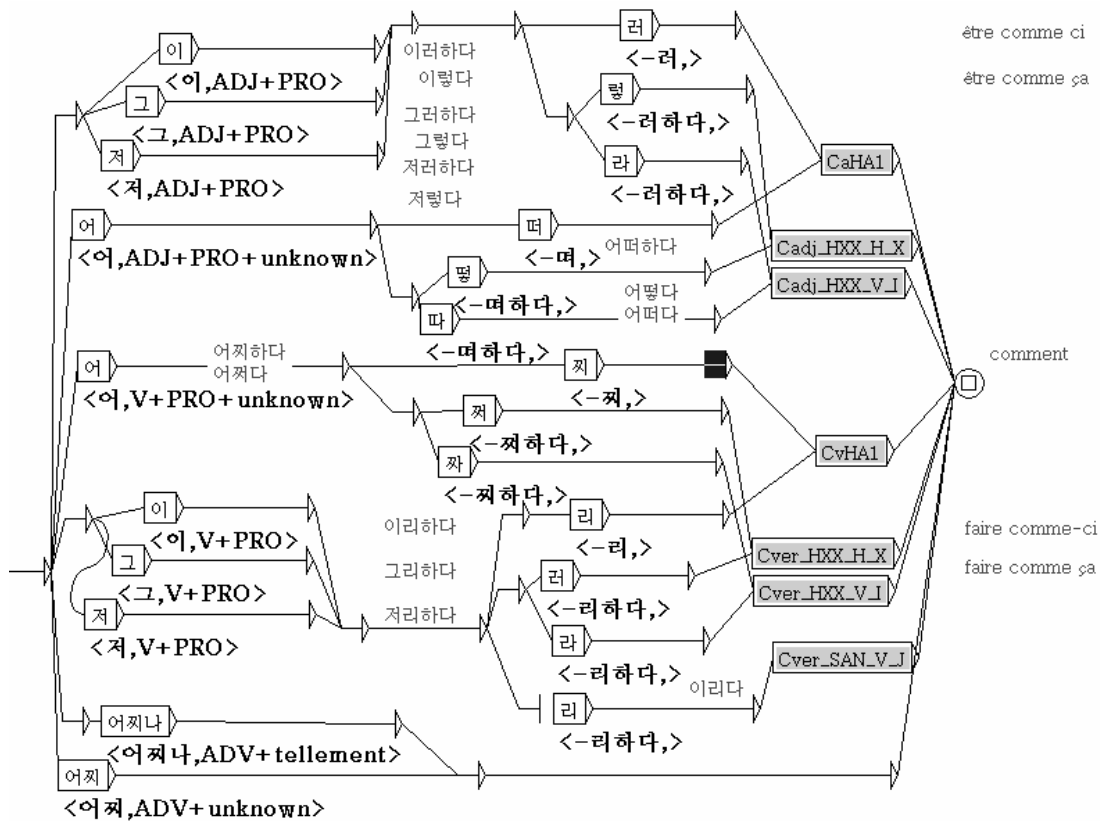 러
être comme ci
<-러,>
이
이러하다
<이,ADJ+PRO>
이렇다
렇
être comme ça
그
<-러하다,>
<그,ADJ+PRO>
그러하다
그렇다
저
저러하다
라
CaHA1
<저,ADJ+PRO>
저렇다
<-러하다,>
어
떠
어떠하다
<어,ADJ+PRO+unknown>
<-떠,>
Cadj_HXX_H_X
떻
어떻다
Cadj_HXX_V_I
<-떠하다,>
따
어떠다
<-떠하다,>
어찌하다
어쩌다
어
찌
comment
<어,V+PRO+unknown>
<-찌,>
쩌
<-찌하다,>
짜
CvHA1
<-찌하다,>
이
이리하다
리
faire comme-ci
<이,V+PRO>
<-리,>
그
그리하다
러
Cver_HXX_H_X
faire comme ça
<그,V+PRO>
<-리하다,>
Cver_HXX_V_I
저
저리하다
라
<저,V+PRO>
<-리하다,>
Cver_SAN_V_J
이리다
리
<-리하다,>
어찌나
<어찌나,ADV+tellement>
어찌
<어찌,ADV+unknown>